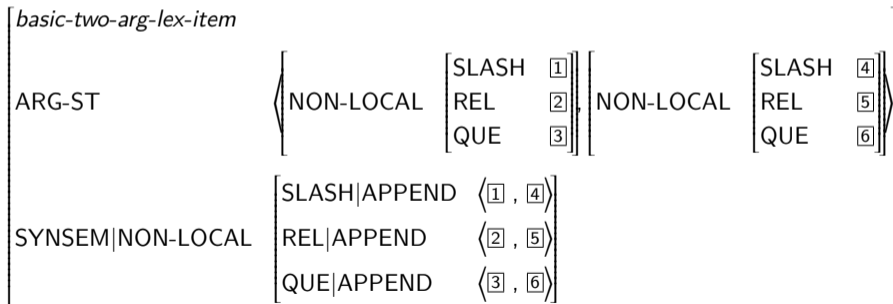 basic-two-arg-lex-item
SLASH 1 SLASH 4
ARG-ST ⟨ [NON-LOCAL REL 2], [NON-LOCAL REL 5] ⟩
QUE 3 QUE 6
SLASH|APPEND ⟨1 , 4⟩
SYNSEM|NON-LOCAL REL|APPEND ⟨2 , 5⟩
QUE|APPEND ⟨3 , 6⟩